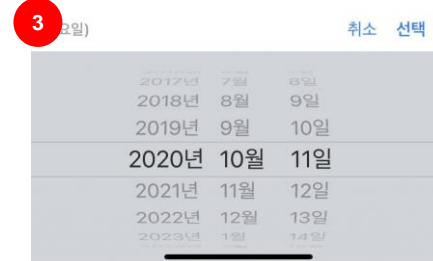 3 요일) 취소 선택
2017년 7월 8일
2018년 8월 9일
2019년 9월 10일
2020년 10월 11일
2021년 11월 12일
2022년 12월 13일
2023년 1월 14일